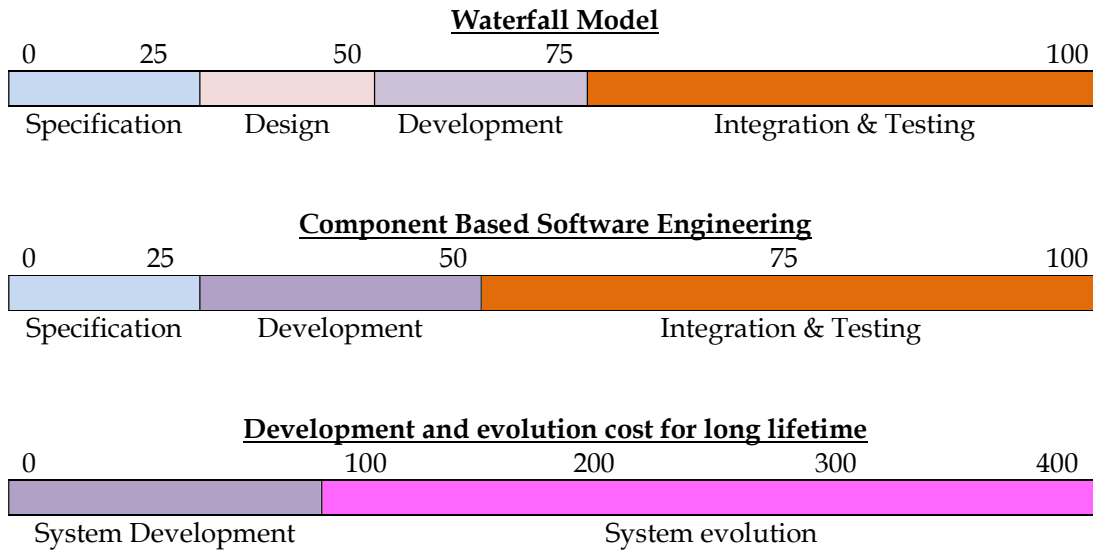 Waterfall Model
0 25 50 75 100
Specification Design Development Integration & Testing
Component Based Software Engineering
0 25 50 75 100
Specification Development Integration & Testing
Development and evolution cost for long lifetime
0 100 200 300 400
System Development System evolution